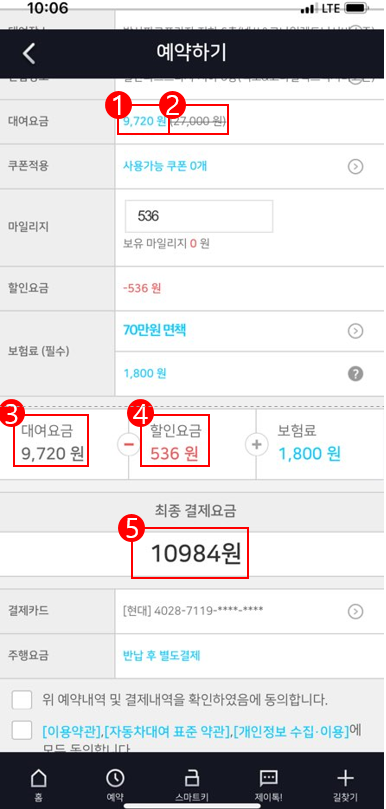 10:06 LTE
예약하기
대여요금
1 2
9,720 원 (27,000 원)
쿠폰적용
사용가능 쿠폰 0개
마일리지
536
보유 마일리지 0 원
할인요금
-536 원
보험료 (필수)
70만원 면책
1,800 원 ?
3 4
대여요금 할인요금 보험료
9,720 원 − 536 원 + 1,800 원
최종 결제요금
5
10984원
결제카드
[현대] 4028-7119-****-****
주행요금
반납 후 별도결제
위 예약내역 및 결제내역을 확인하였음에 동의합니다.
[이용약관],[자동차대여 표준 약관],[개인정보 수집·이용]에
모두 동의합니다
홈 예약 스마트키 제이톡! 길찾기